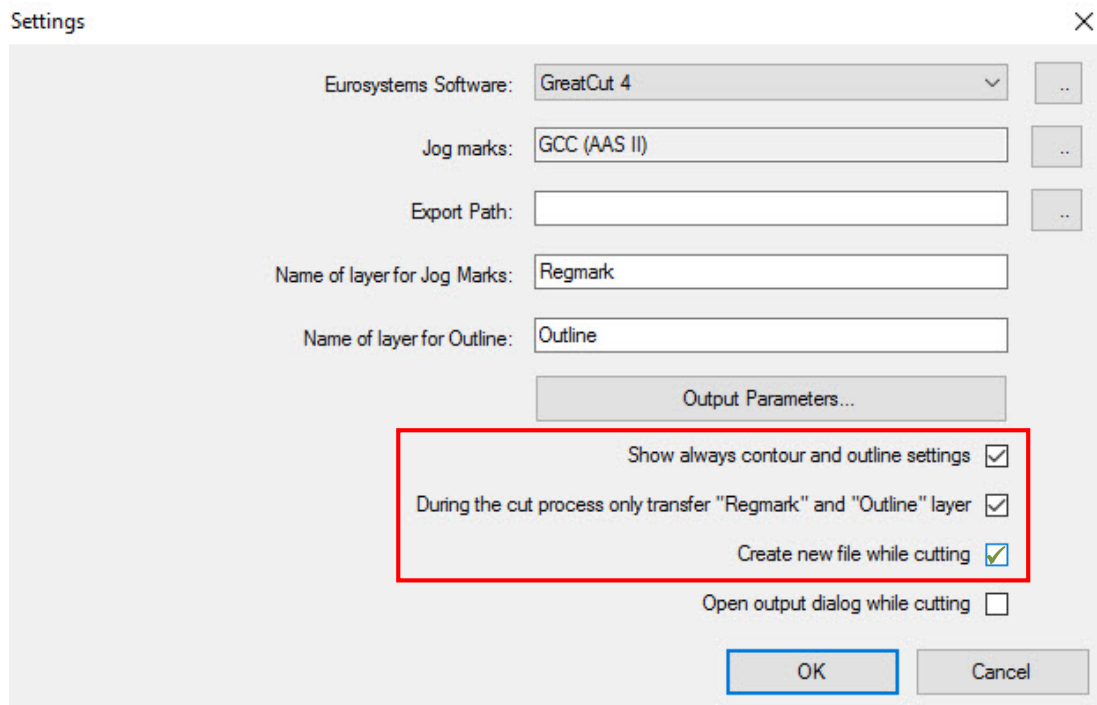 Settings
Eurosystems Software: GreatCut 4 ..
Jog marks: GCC (AAS II) ..
Export Path: ..
Name of layer for Jog Marks: Regmark
Name of layer for Outline: Outline
Output Parameters...
Show always contour and outline settings
During the cut process only transfer "Regmark" and "Outline" layer
Create new file while cutting
Open output dialog while cutting
OK Cancel